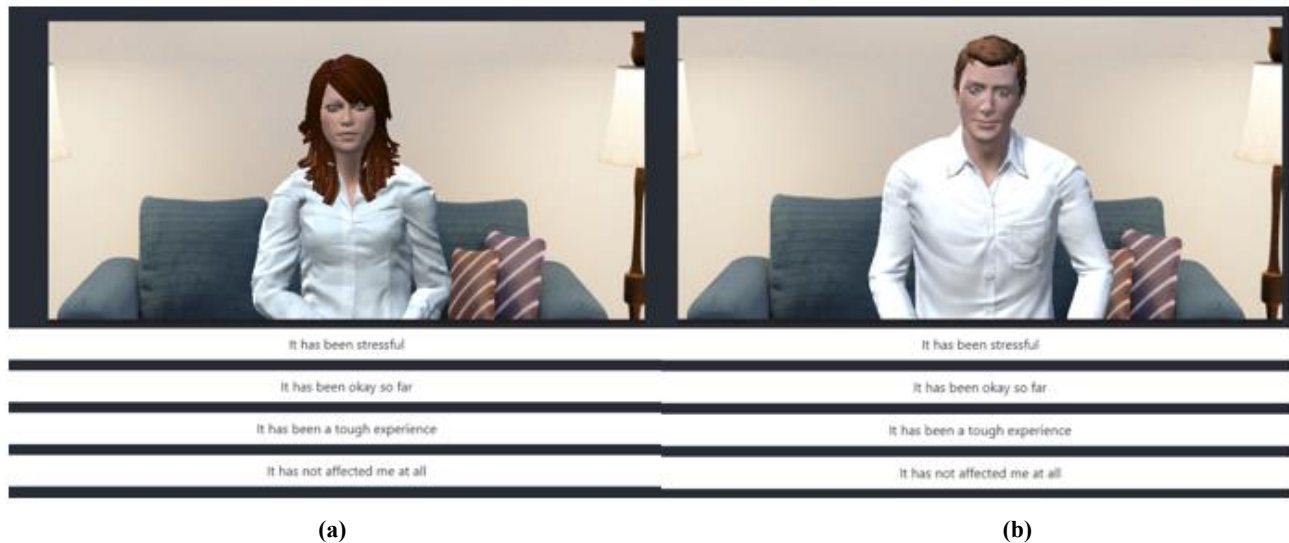 It has been stressful
It has been okay so far
It has been a tough experience
It has not affected me at all
(a)
It has been stressful
It has been okay so far
It has been a tough experience
It has not affected me at all
(b)